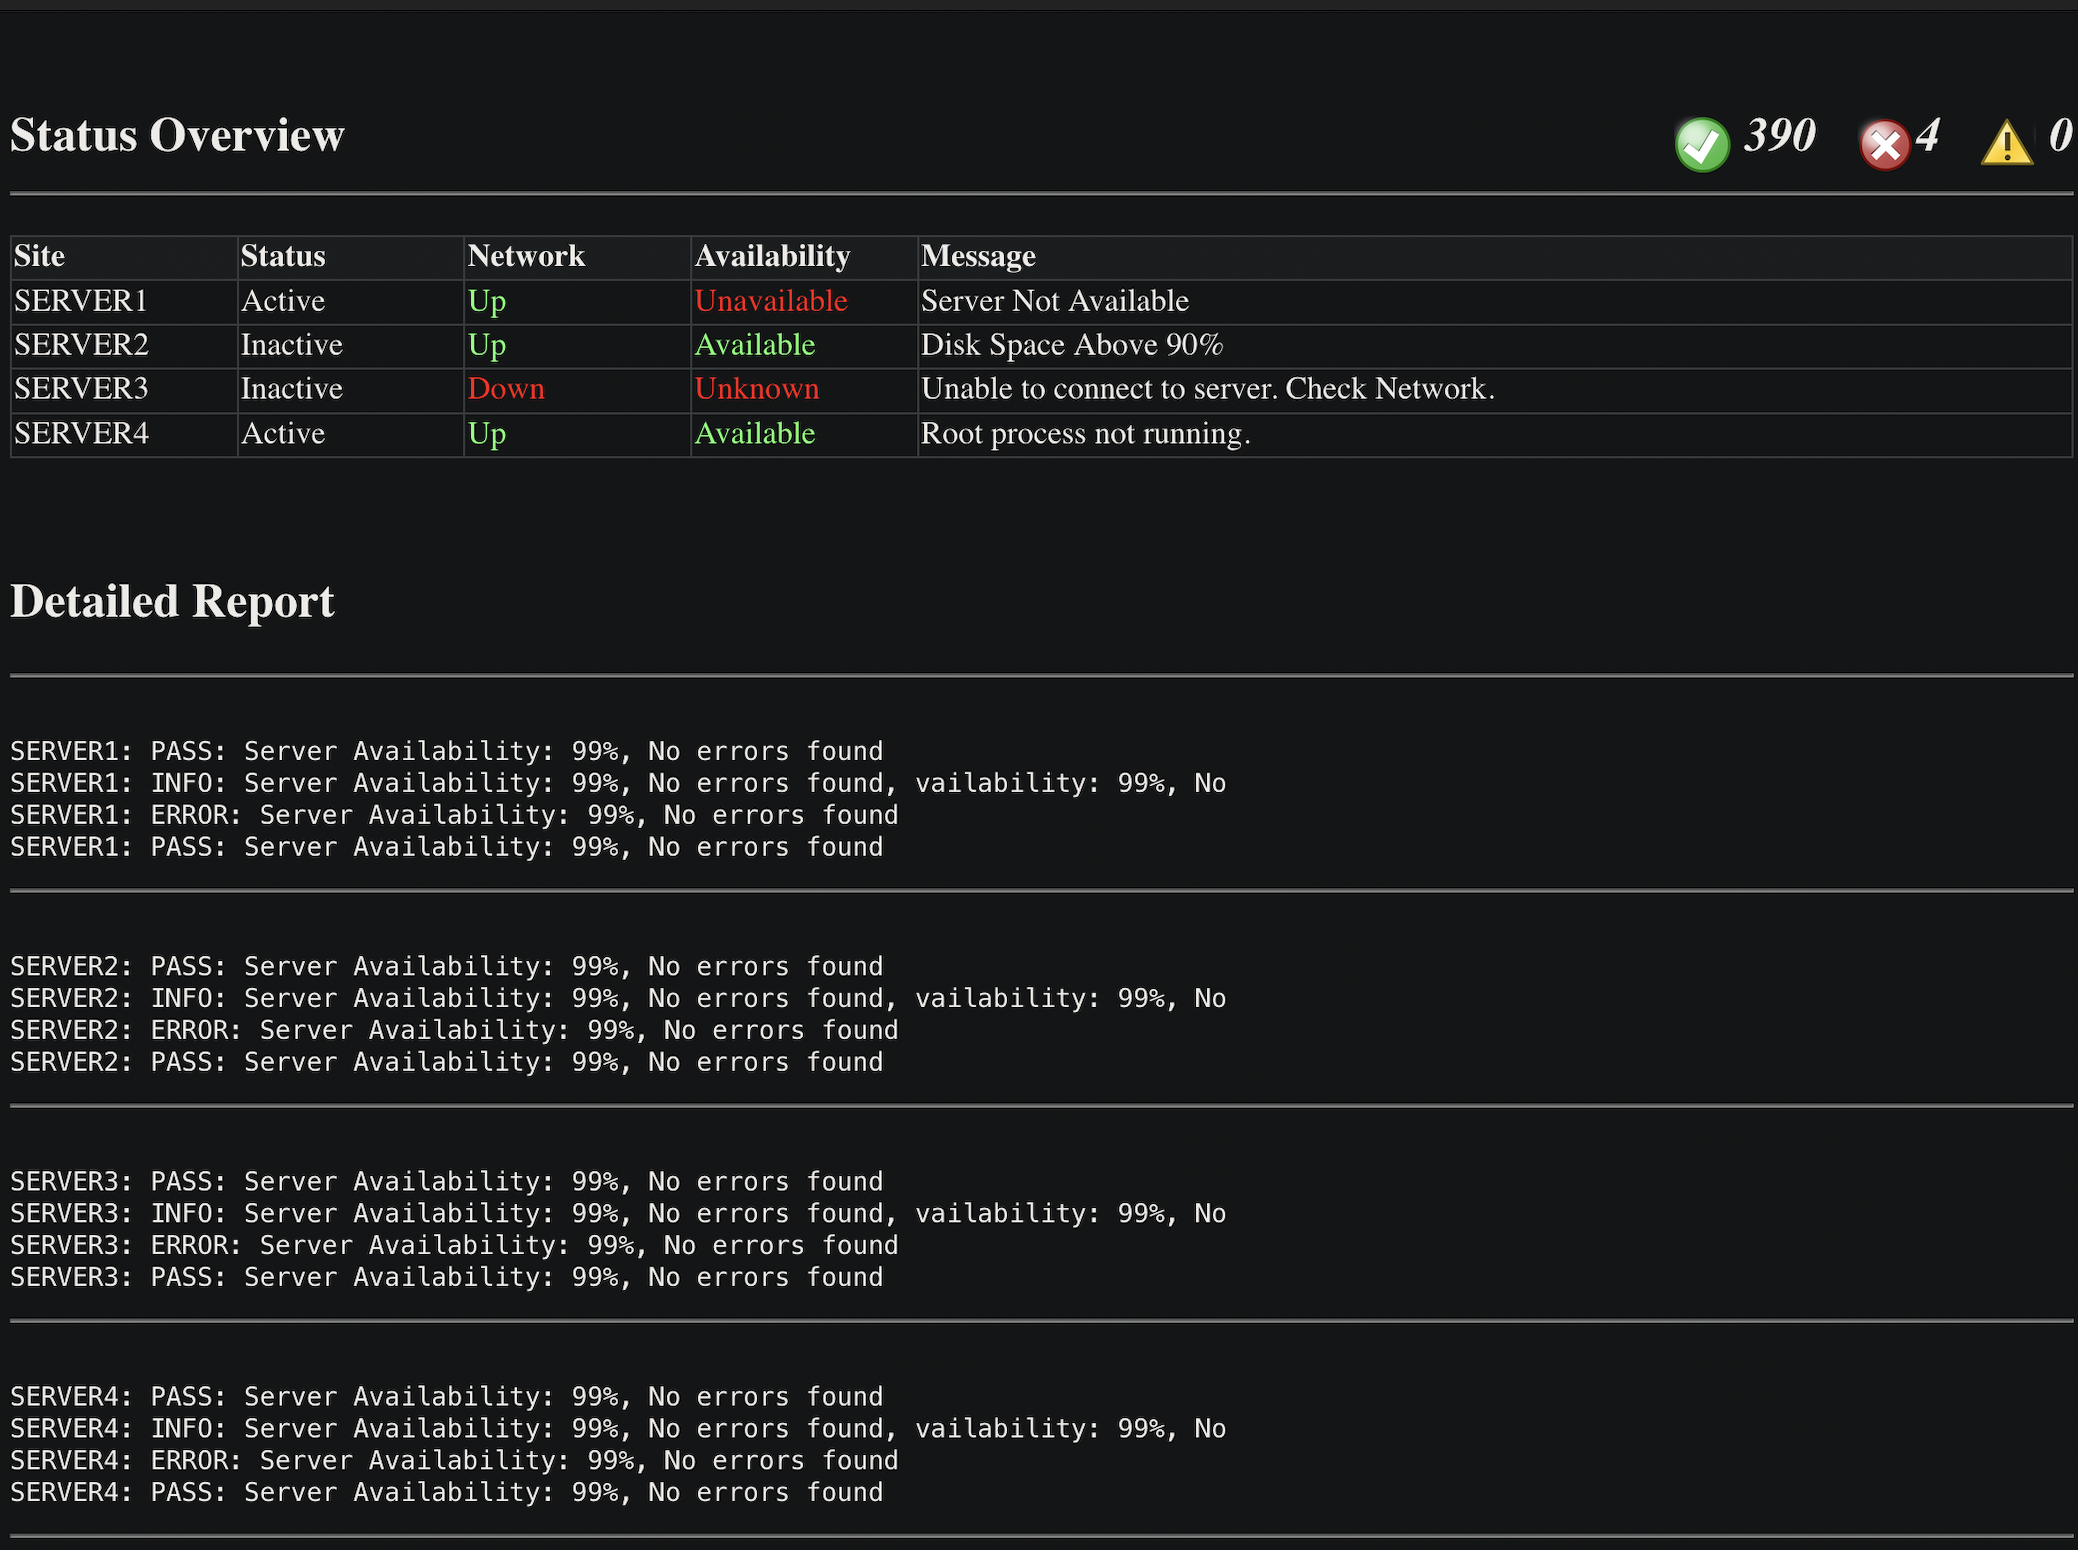 Status Overview 390 4 0
Site Status Network Availability Message
SERVER1 Active Up Unavailable Server Not Available
SERVER2 Inactive Up Available Disk Space Above 90%
SERVER3 Inactive Down Unknown Unable to connect to server. Check Network.
SERVER4 Active Up Available Root process not running.
Detailed Report
SERVER1: PASS: Server Availability: 99%, No errors found
SERVER1: INFO: Server Availability: 99%, No errors found, vailability: 99%, No
SERVER1: ERROR: Server Availability: 99%, No errors found
SERVER1: PASS: Server Availability: 99%, No errors found
SERVER2: PASS: Server Availability: 99%, No errors found
SERVER2: INFO: Server Availability: 99%, No errors found, vailability: 99%, No
SERVER2: ERROR: Server Availability: 99%, No errors found
SERVER2: PASS: Server Availability: 99%, No errors found
SERVER3: PASS: Server Availability: 99%, No errors found
SERVER3: INFO: Server Availability: 99%, No errors found, vailability: 99%, No
SERVER3: ERROR: Server Availability: 99%, No errors found
SERVER3: PASS: Server Availability: 99%, No errors found
SERVER4: PASS: Server Availability: 99%, No errors found
SERVER4: INFO: Server Availability: 99%, No errors found, vailability: 99%, No
SERVER4: ERROR: Server Availability: 99%, No errors found
SERVER4: PASS: Server Availability: 99%, No errors found